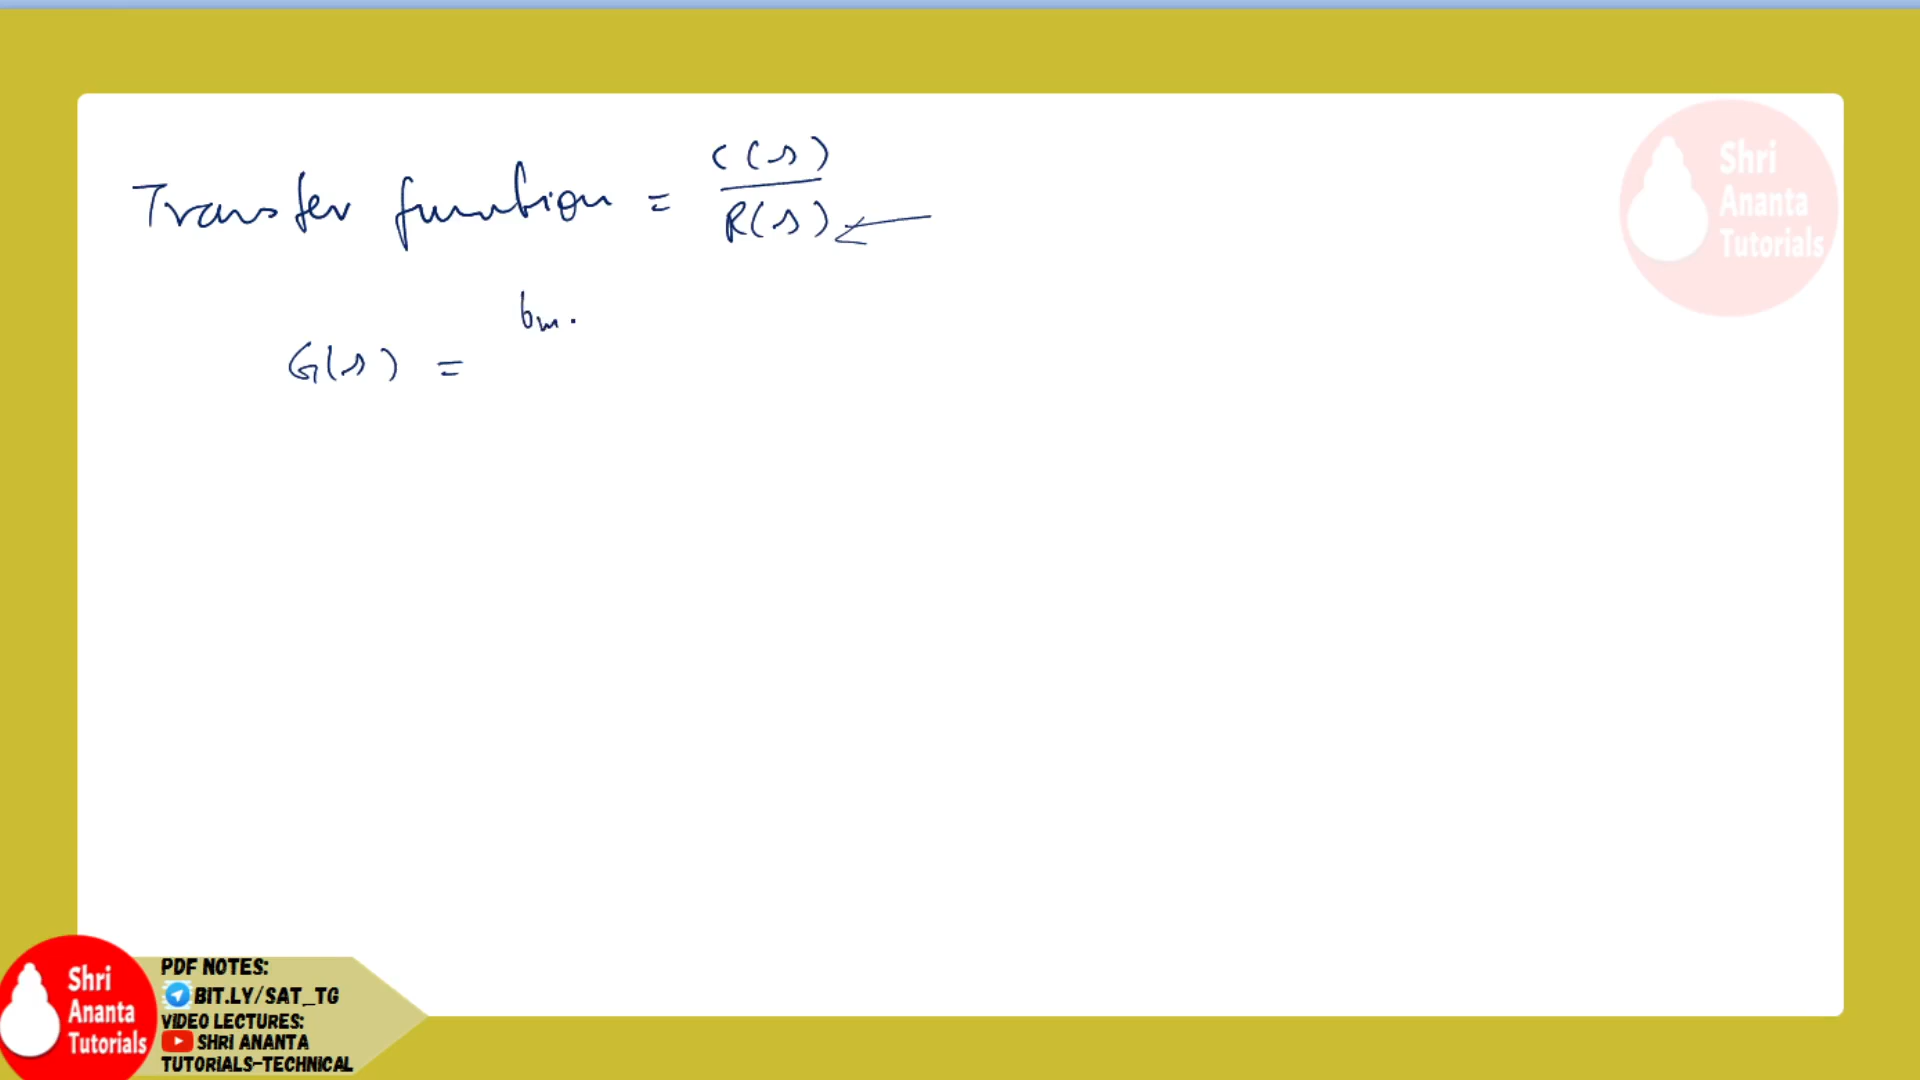 Transfer function = C(s)
R(s)
bm.
G(s) =
Shri
Ananta
Tutorials
Shri
Ananta
Tutorials
PDF NOTES:
BIT.LY/SAT_TG
VIDEO LECTURES:
SHRI ANANTA
TUTORIALS-TECHNICAL